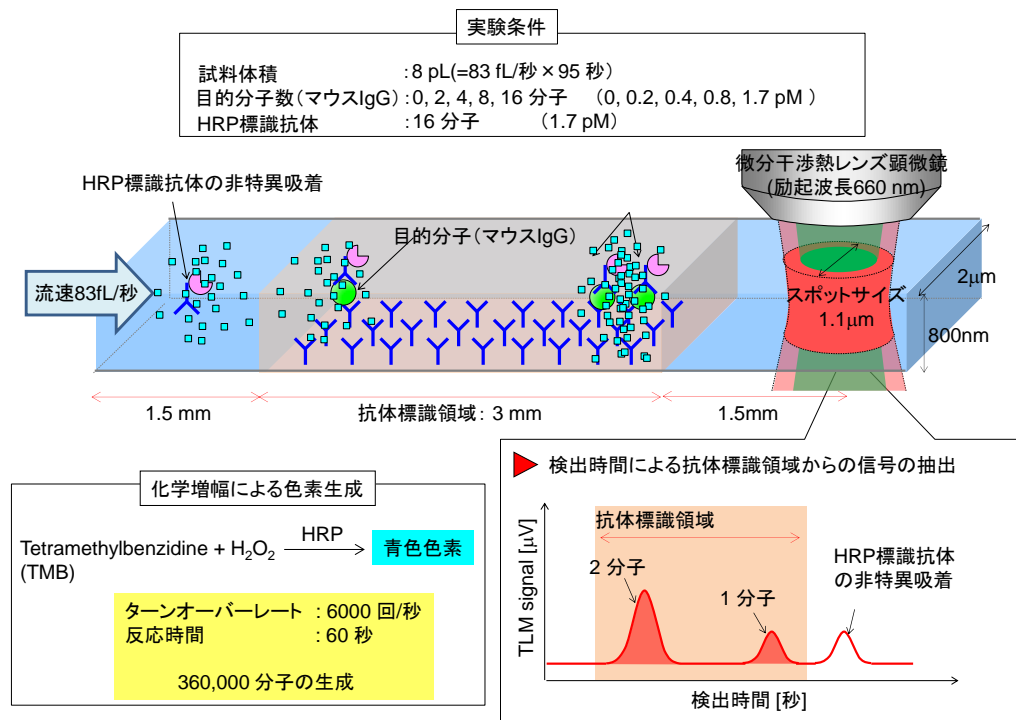 実験条件
試料体積 :8 pL(=83 fL/秒×95 秒)
目的分子数(マウスIgG):0, 2, 4, 8, 16 分子 (0, 0.2, 0.4, 0.8, 1.7 pM )
HRP標識抗体 :16 分子 (1.7 pM)
微分干渉熱レンズ顕微鏡
(励起波長660 nm)
HRP標識抗体の非特異吸着
目的分子(マウスIgG)
流速83fL/秒
スポットサイズ
1.1μm
2μm
800nm
1.5 mm
抗体標識領域: 3 mm
1.5mm
化学増幅による色素生成
Tetramethylbenzidine + H₂O₂
(TMB)
HRP
青色色素
ターンオーバーレート : 6000 回/秒
反応時間 : 60 秒
360,000 分子の生成
検出時間による抗体標識領域からの信号の抽出
抗体標識領域
2 分子
1 分子
HRP標識抗体
の非特異吸着
TLM signal [μV]
検出時間 [秒]